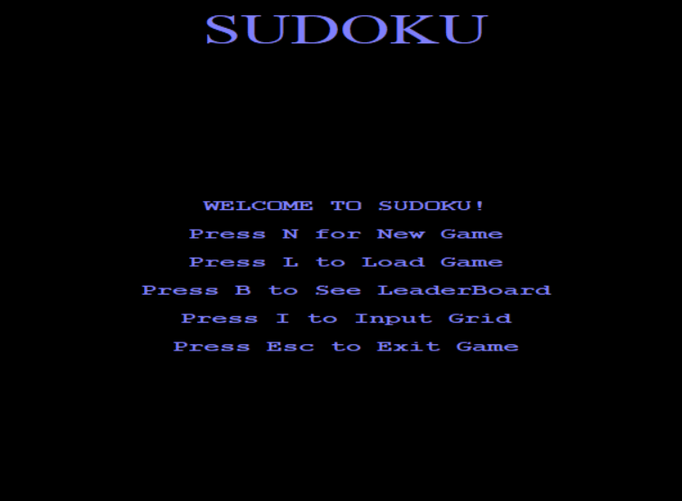 SUDOKU
WELCOME TO SUDOKU!
Press N for New Game
Press L to Load Game
Press B to See LeaderBoard
Press I to Input Grid
Press Esc to Exit Game